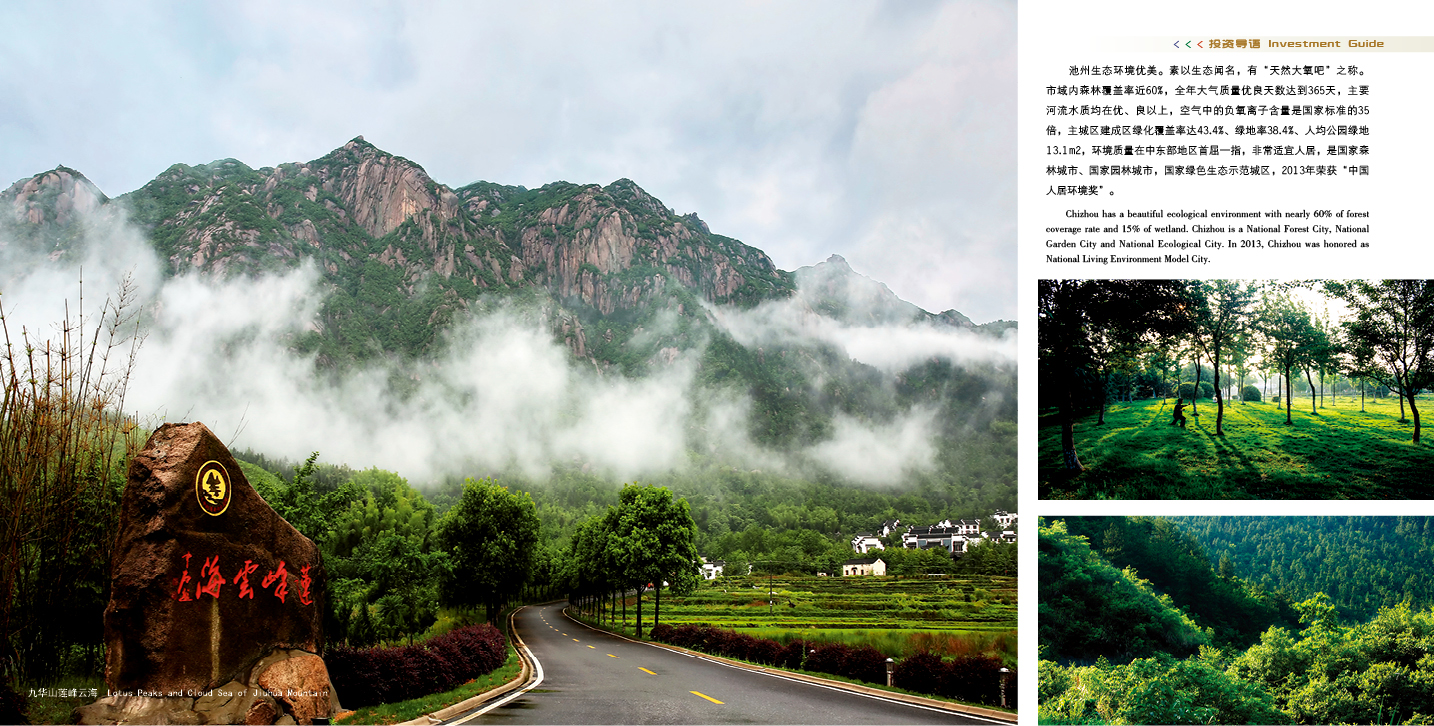 投资导语 Investment Guide
池州生态环境优美。素以生态闻名，有“天然大氧吧”之称。
市域内森林覆盖率近60%，全年大气质量优良天数达到365天，主要
河流水质均在优、良以上，空气中的负氧离子含量是国家标准的35
倍，主城区建成区绿化覆盖率达43.4%、绿地率38.4%、人均公园绿地
13.1m2，环境质量在中东部地区首屈一指，非常适宜人居，是国家森
林城市、国家园林城市，国家绿色生态示范城区，2013年荣获“中国
人居环境奖”。
Chizhou has a beautiful ecological environment with nearly 60% of forest
coverage rate and 15% of wetland. Chizhou is a National Forest City, National
Garden City and National Ecological City. In 2013, Chizhou was honored as
National Living Environment Model City.
海雲峰蓮
九华山莲峰云海 Lotus Peaks and Cloud Sea of Jiuhua Mountain